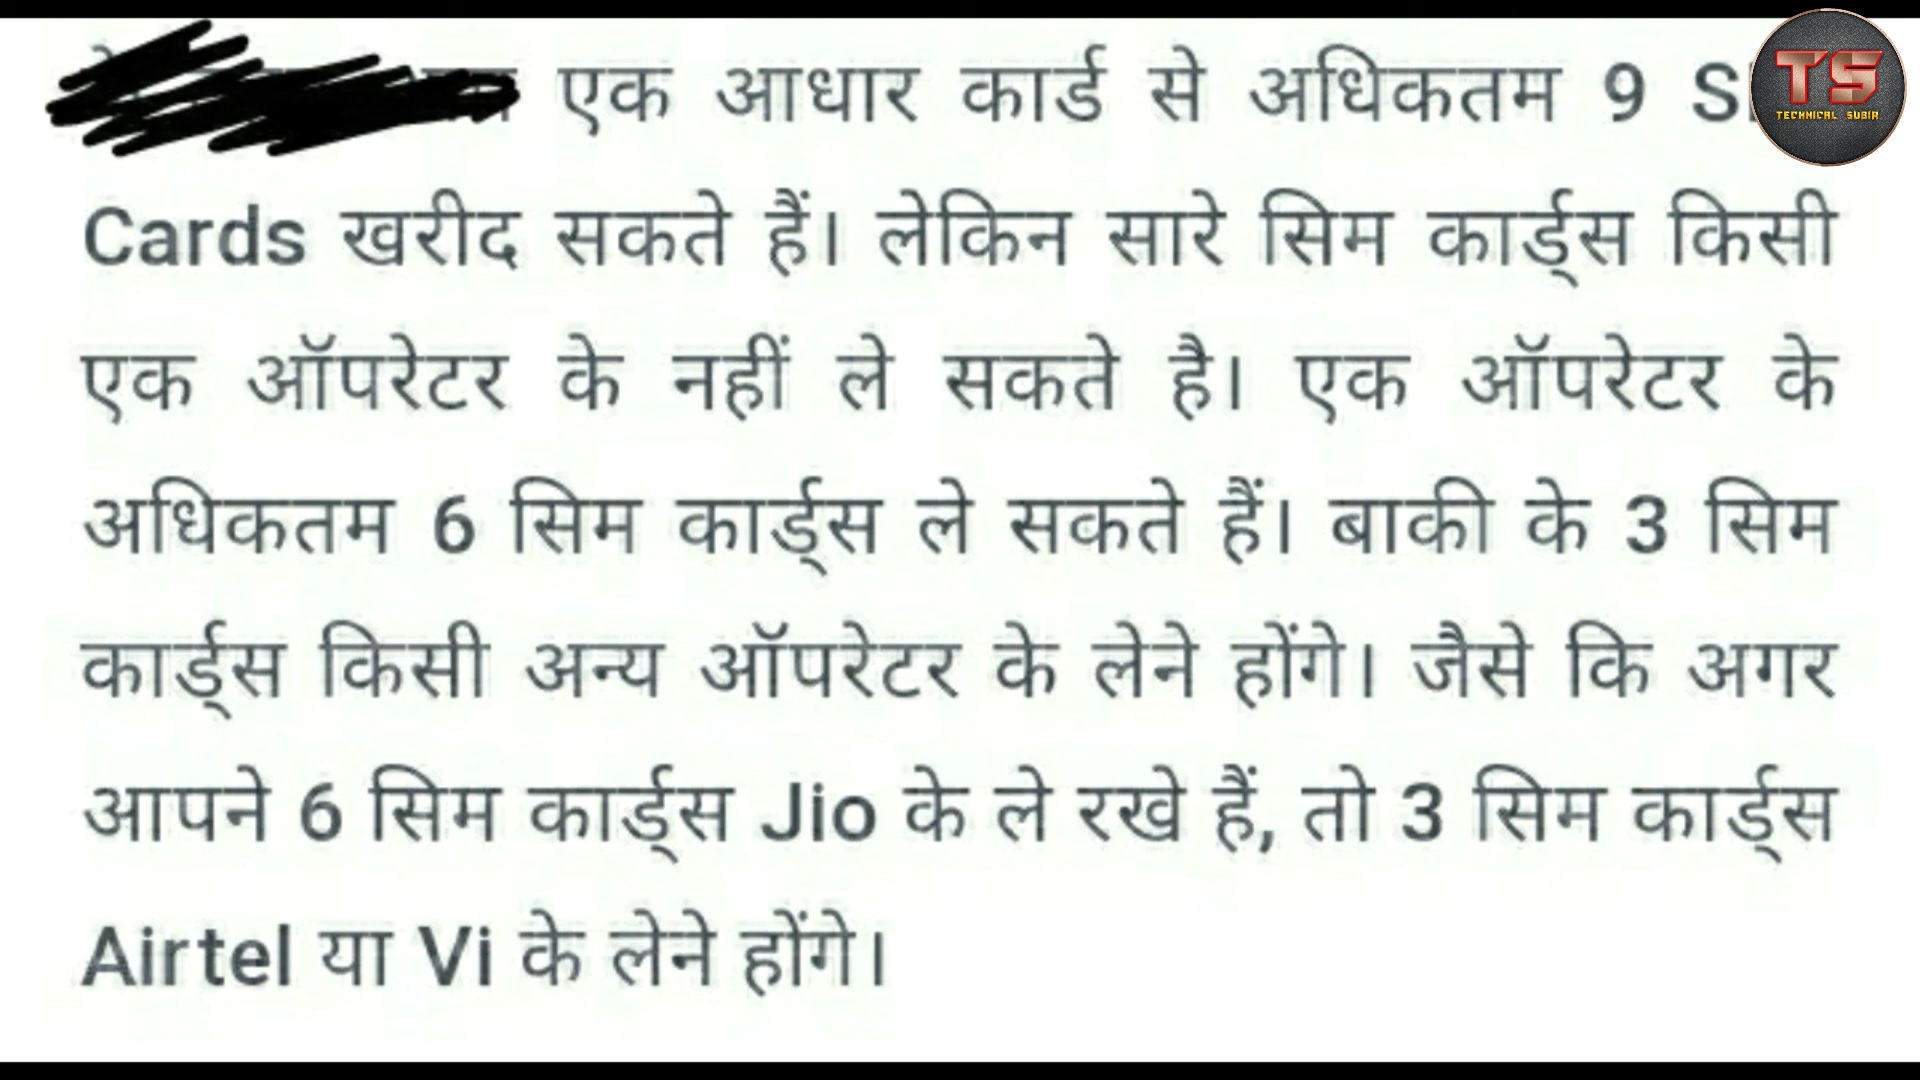 एक आधार कार्ड से अधिकतम 9
TS
TECHNICAL SUBIR
Cards खरीद सकते हैं। लेकिन सारे सिम कार्ड्स किसी
एक ऑपरेटर के नहीं ले सकते है। एक ऑपरेटर के
अधिकतम 6 सिम कार्ड्स ले सकते हैं। बाकी के 3 सिम
कार्ड्स किसी अन्य ऑपरेटर के लेने होंगे। जैसे कि अगर
आपने 6 सिम कार्ड्स Jio के ले रखे हैं, तो 3 सिम कार्ड्स
Airtel या Vi के लेने होंगे।